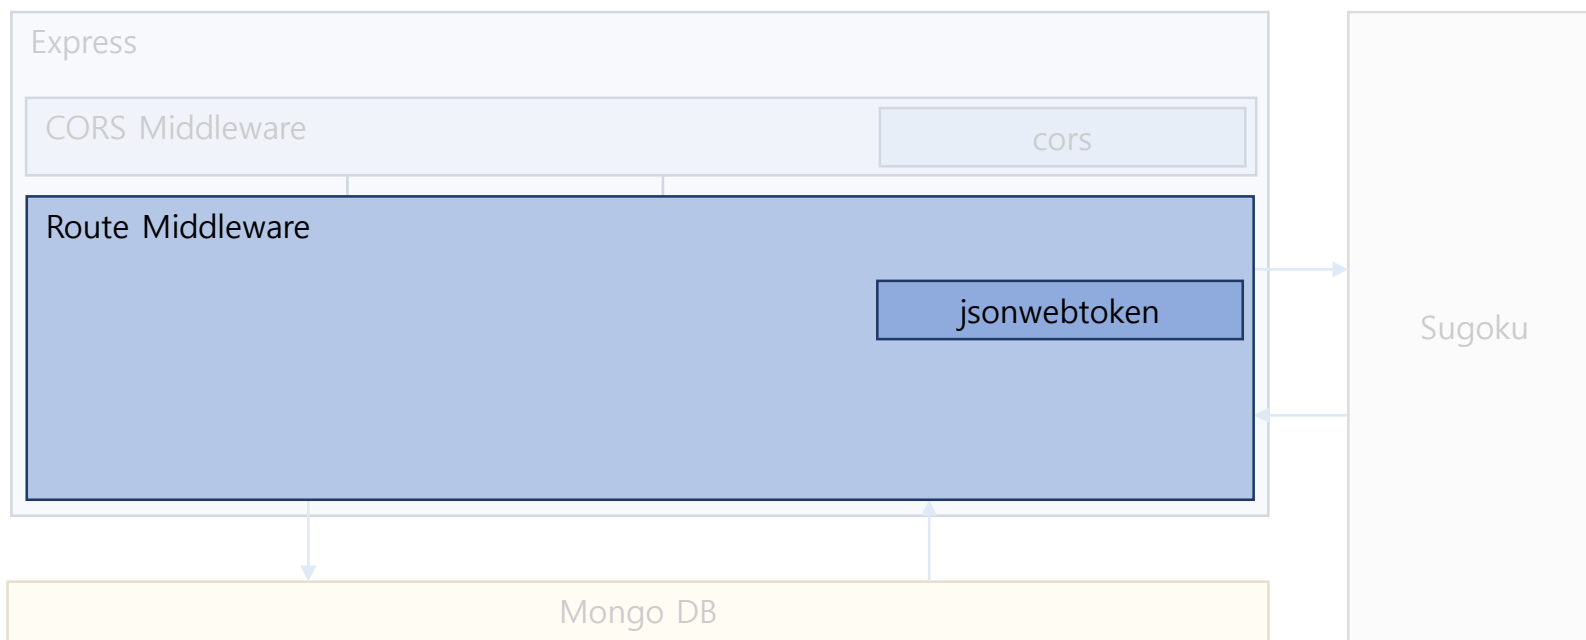 Express
CORS Middleware
cors
Route Middleware
jsonwebtoken
Sugoku
Mongo DB